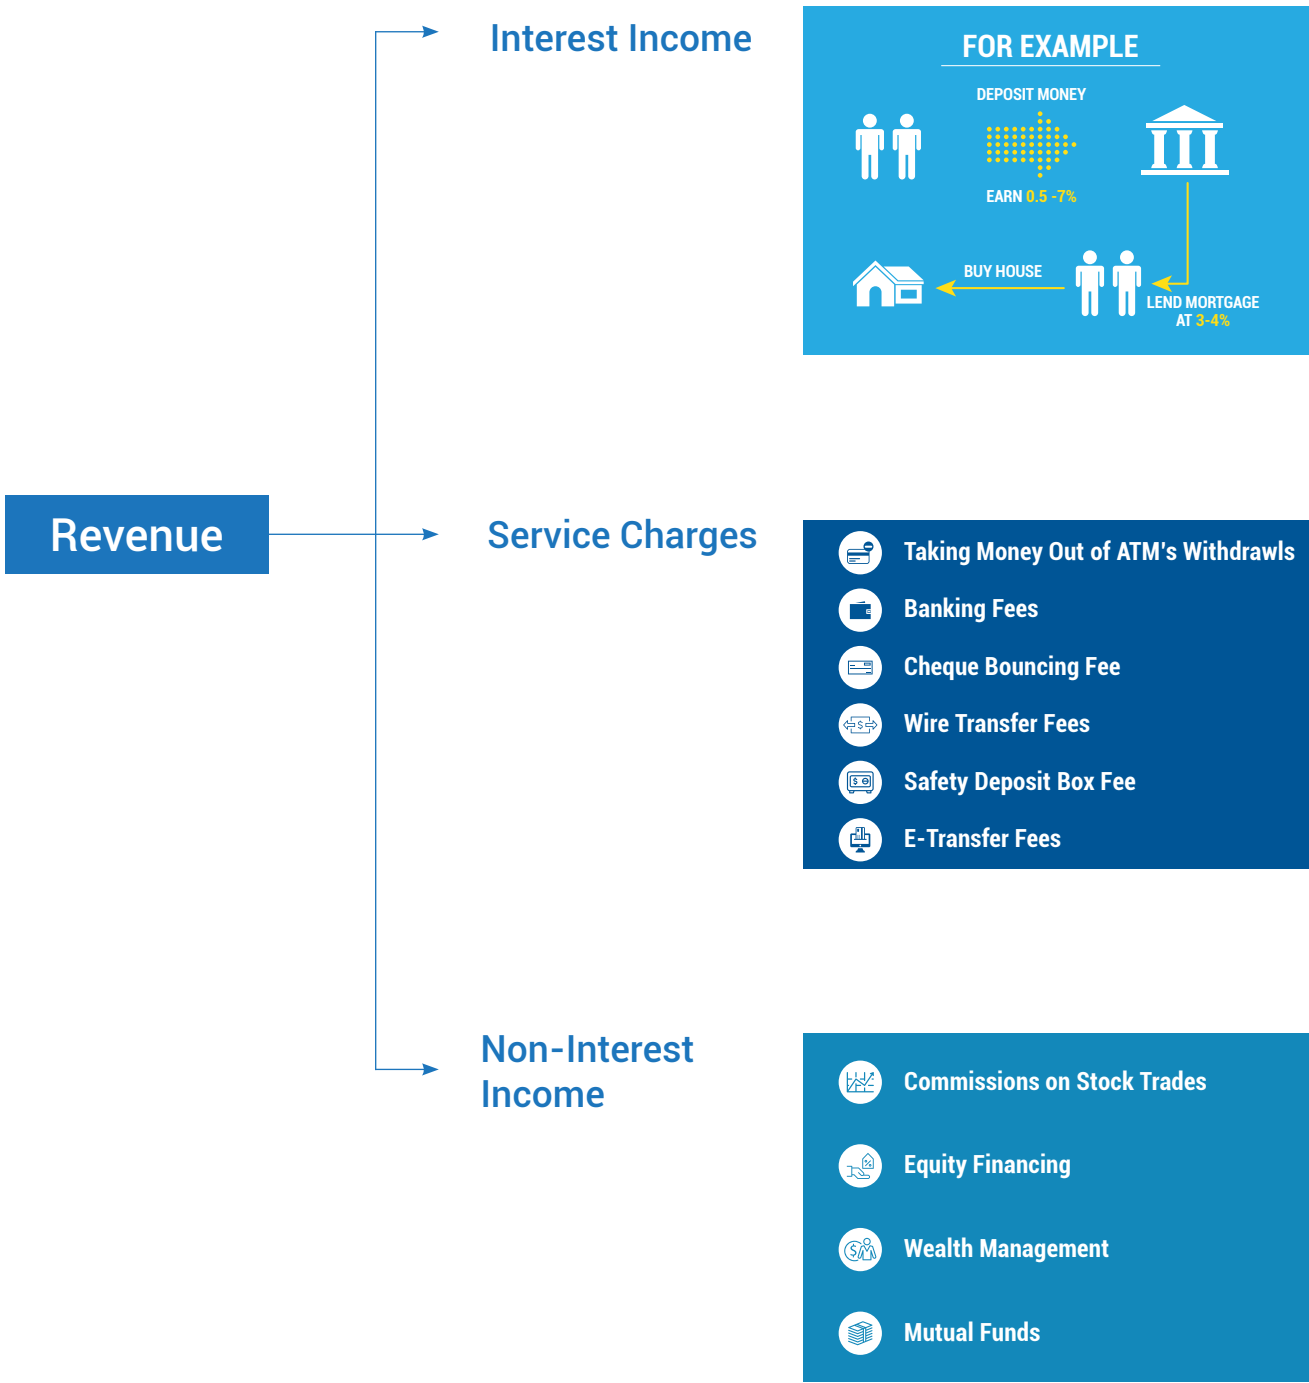 Interest Income
FOR EXAMPLE
DEPOSIT MONEY
EARN 0.5 -7%
BUY HOUSE
LEND MORTGAGE
AT 3-4%
Revenue
Service Charges
Taking Money Out of ATM's Withdrawls
Banking Fees
Cheque Bouncing Fee
Wire Transfer Fees
Safety Deposit Box Fee
E-Transfer Fees
Non-Interest
Income
Commissions on Stock Trades
Equity Financing
Wealth Management
Mutual Funds